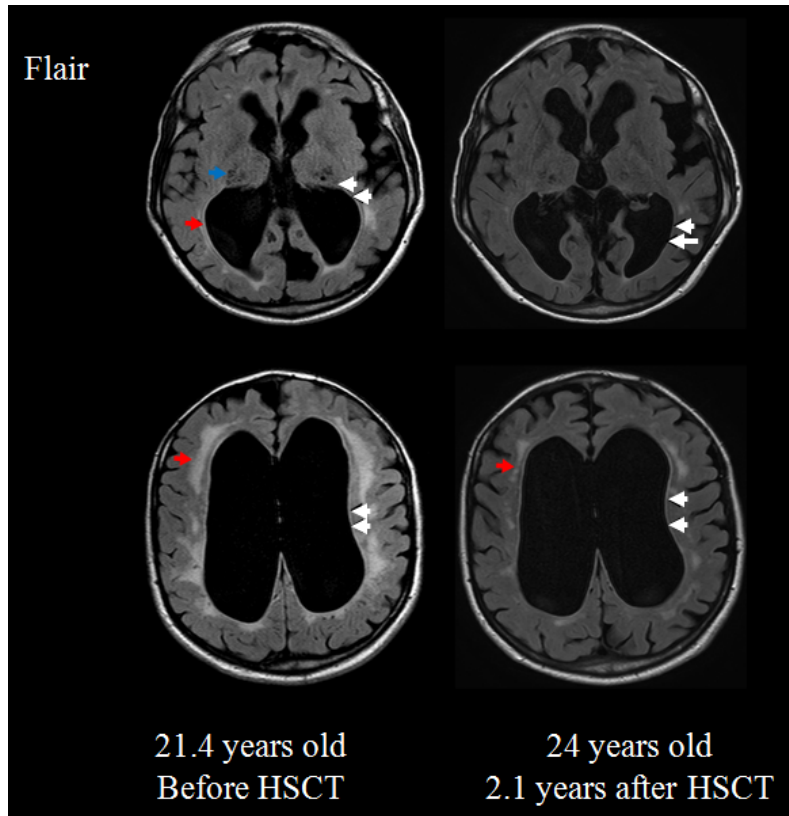 Flair
21.4 years old
Before HSCT
24 years old
2.1 years after HSCT